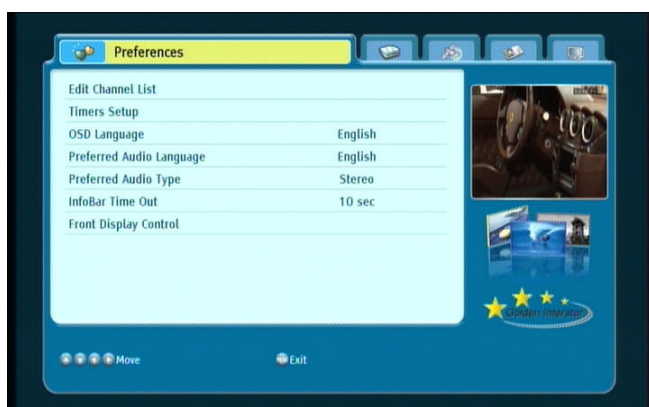 Preferences
Edit Channel List
Timers Setup
OSD Language English
Preferred Audio Language English
Preferred Audio Type Stereo
InfoBar Time Out 10 sec
Front Display Control
Golden Interstar
Move Exit